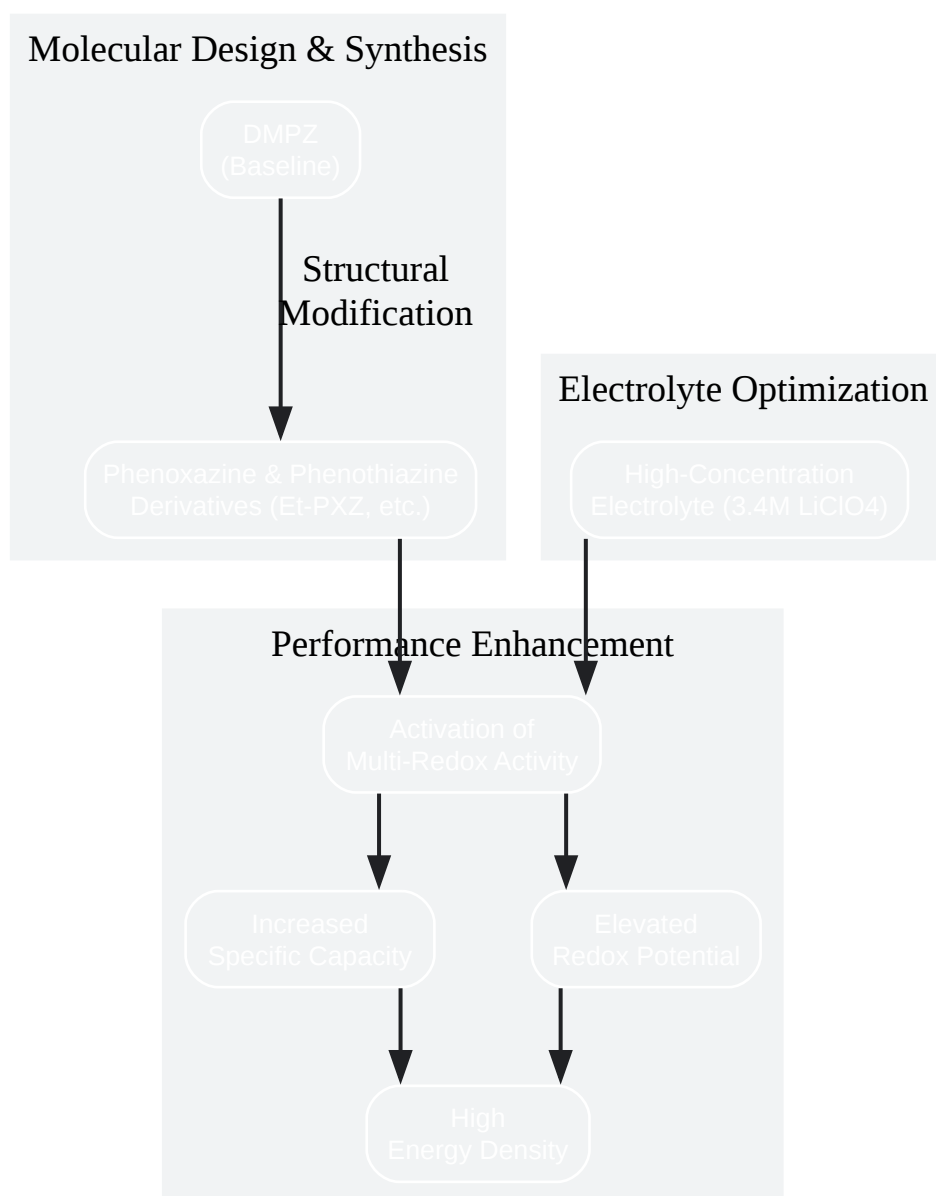 Molecular Design & Synthesis
DMPZ
(Baseline)
Structural
Modification
Phenoxazine & Phenothiazine
Derivatives (Et-PXZ, etc.)
Electrolyte Optimization
High-Concentration
Electrolyte (3.4M LiClO4)
Performance Enhancement
Activation of
Multi-Redox Activity
Increased
Specific Capacity
Elevated
Redox Potential
High
Energy Density